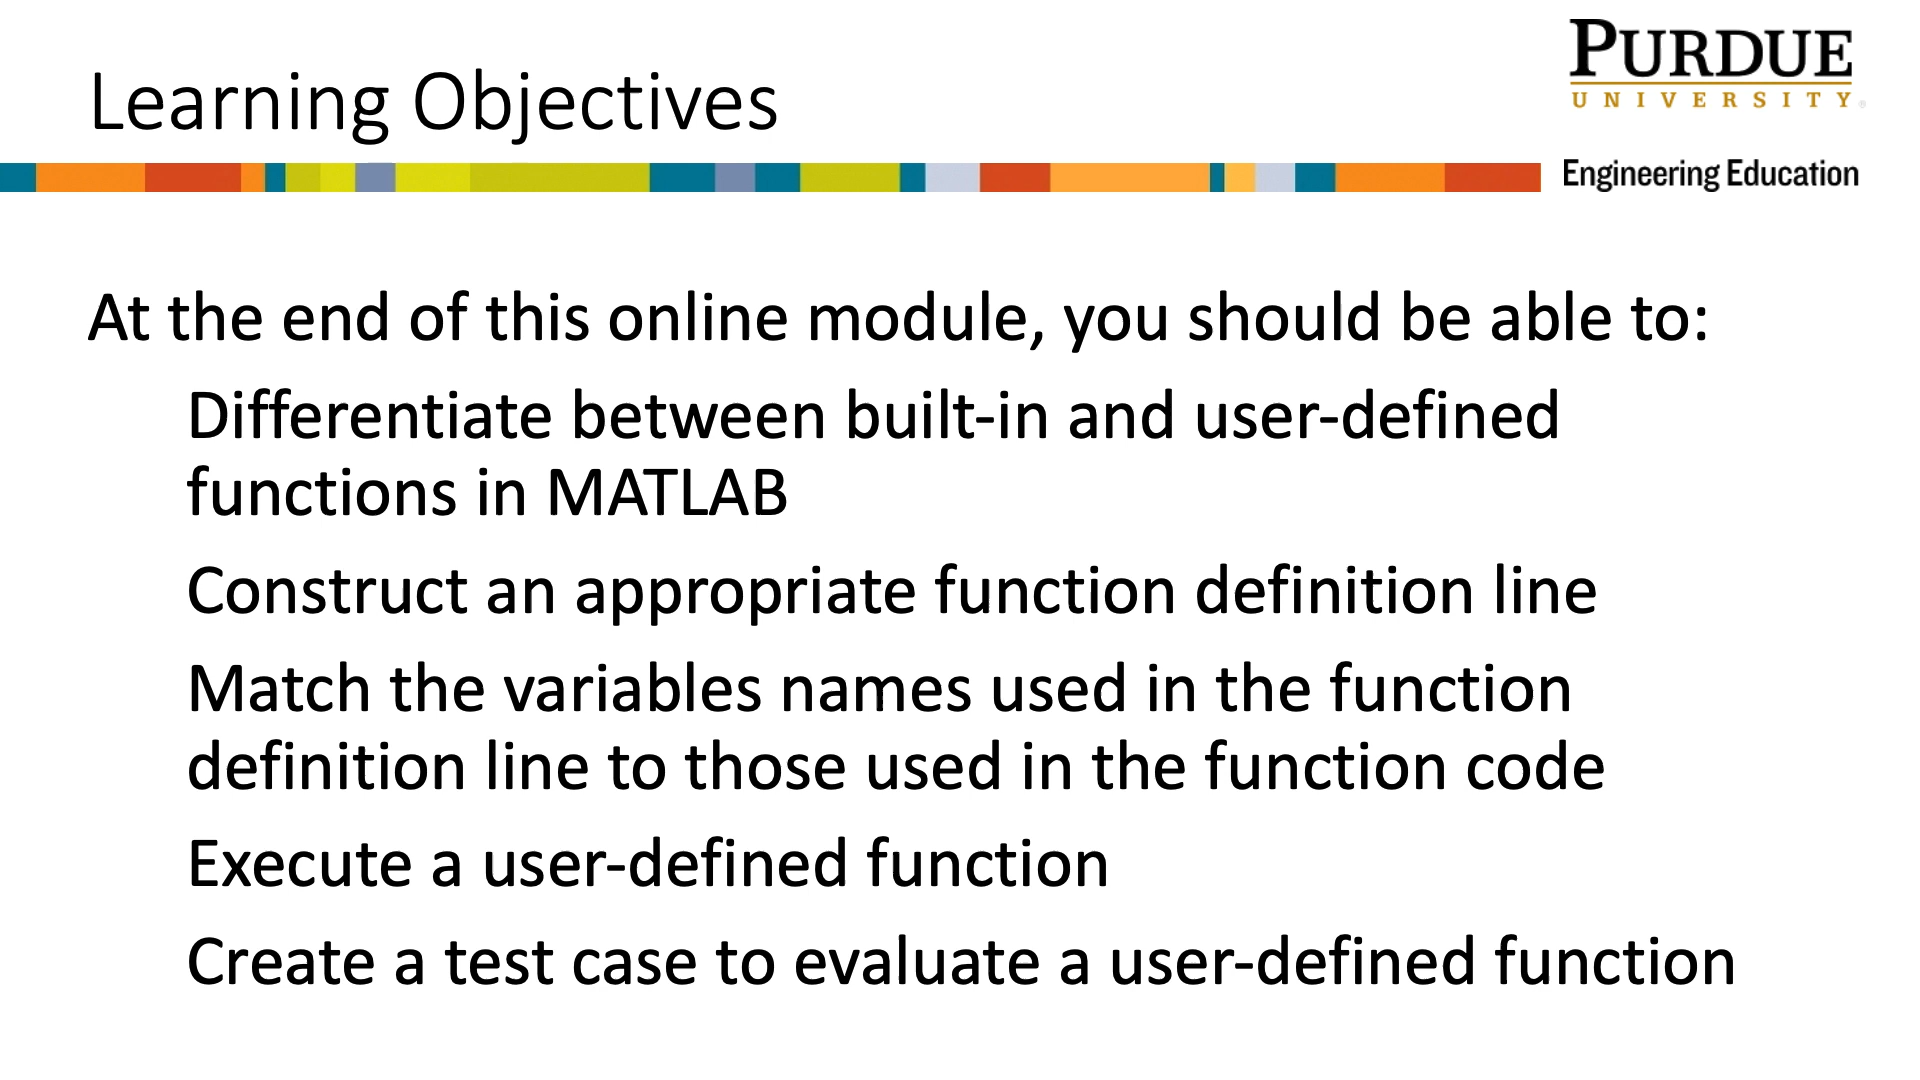 PURDUE
UNIVERSITY®
Learning Objectives
Engineering Education
At the end of this online module, you should be able to:
Differentiate between built-in and user-defined
functions in MATLAB
Construct an appropriate function definition line
Match the variables names used in the function
definition line to those used in the function code
Execute a user-defined function
Create a test case to evaluate a user-defined function